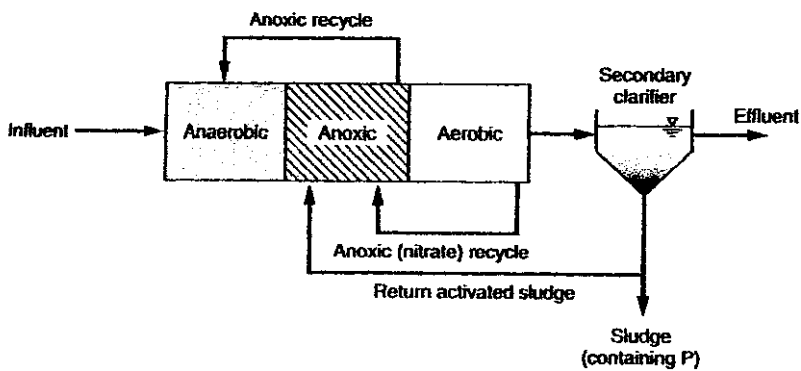 Anoxic recycle
Secondary
clarifier
Influent
Anaerobic
Anoxic
Aerobic
Effluent
Anoxic (nitrate) recycle
Return activated sludge
Sludge
(containing P)